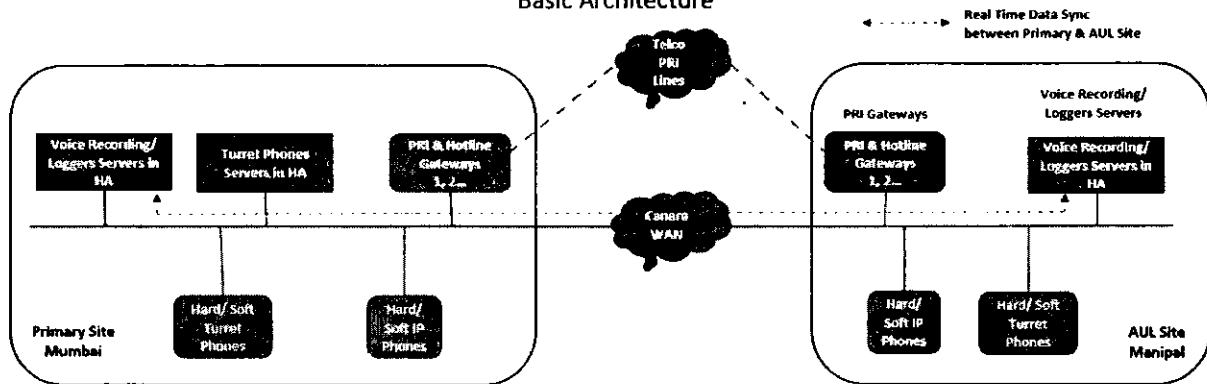 Basic Architecture
Real Time Data Sync
between Primary & AUL Site
Telco
PRI
Lines
Voice Recording/
Loggers Servers in
HA
Turret Phones
Servers in HA
PRI & Hotline
Gateways
1, 2...
PRI Gateways
PRI & Hotline
Gateways
1, 2...
Voice Recording/
Loggers Servers
Voice Recording/
Loggers Servers in
HA
Canara
WAN
Primary Site
Mumbai
Hard/ Soft
Turret
Phones
Hard/
Soft IP
Phones
Hard/
Soft IP
Phones
Hard/ Soft
Turret
Phones
AUL Site
Manipal